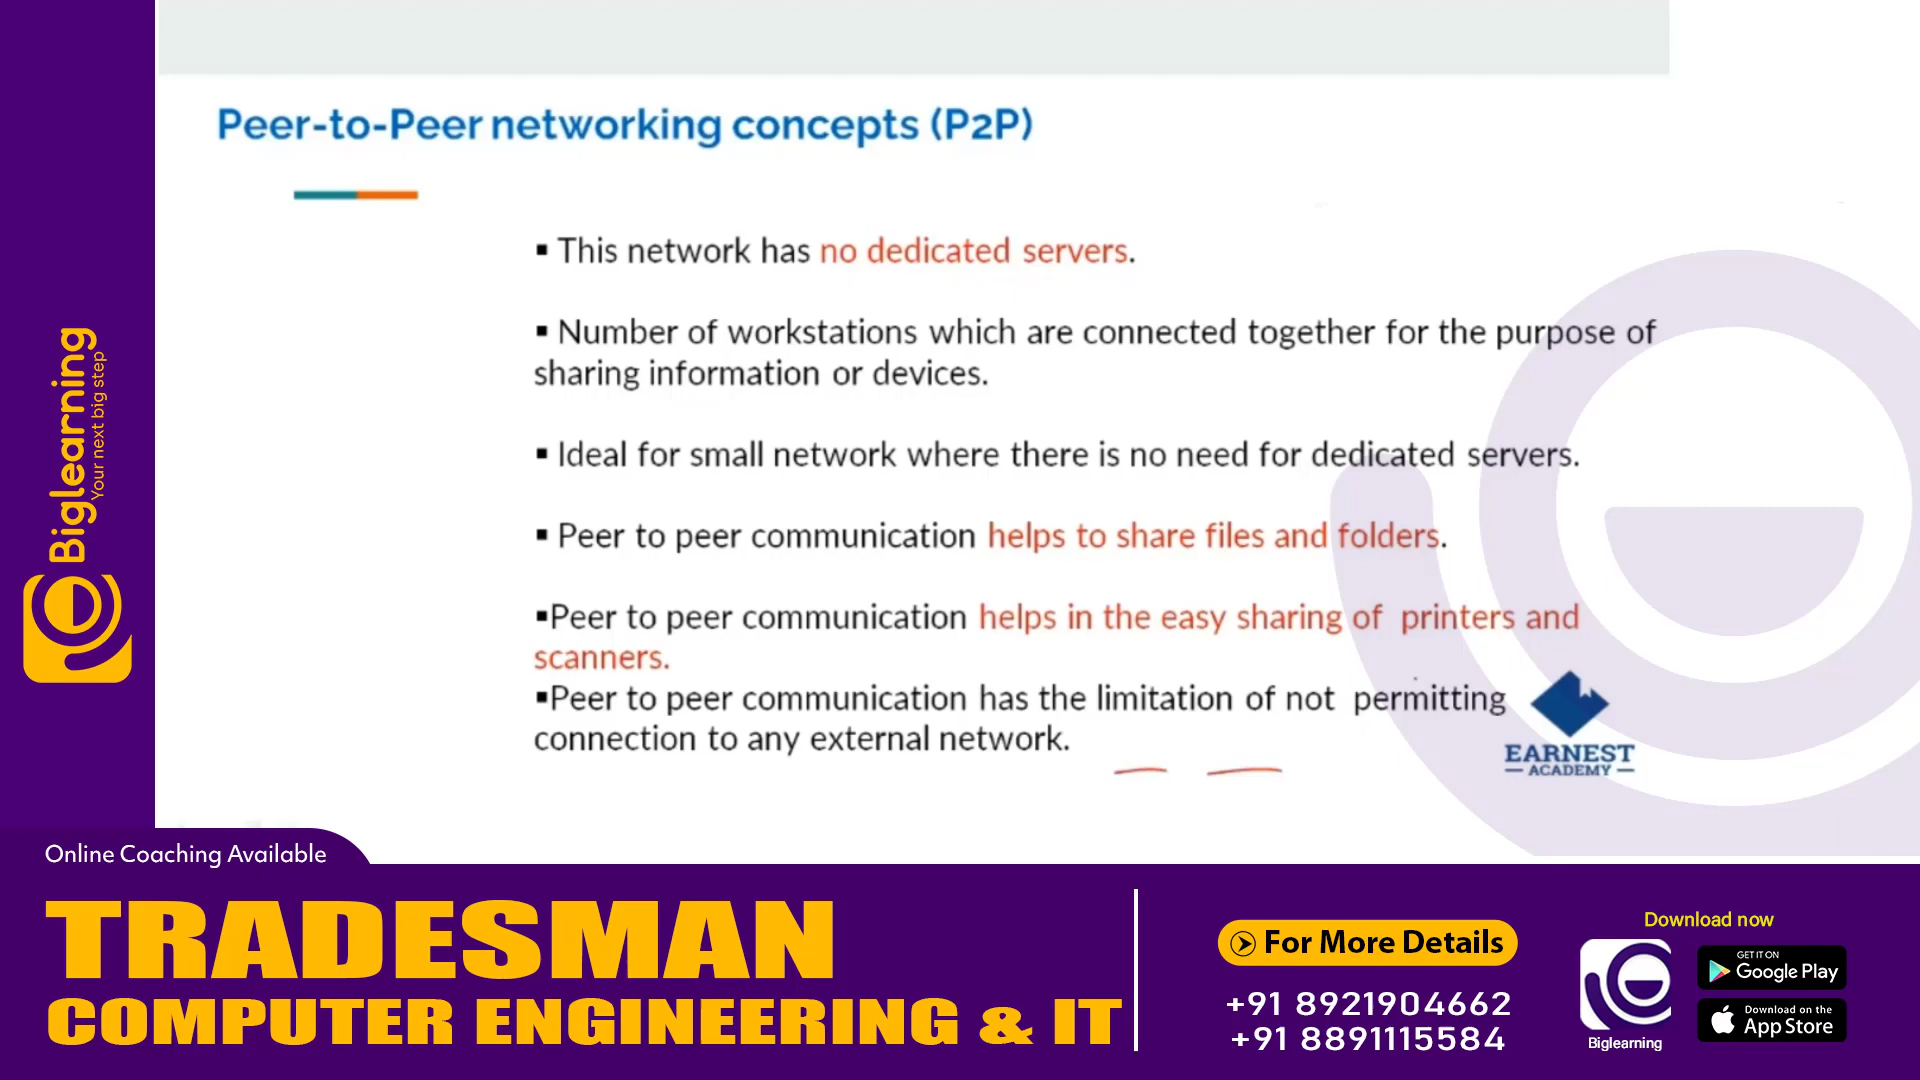 Peer-to-Peer networking concepts (P2P)
▪ This network has no dedicated servers.
▪ Number of workstations which are connected together for the purpose of
sharing information or devices.
▪ Ideal for small network where there is no need for dedicated servers.
▪ Peer to peer communication helps to share files and folders.
▪Peer to peer communication helps in the easy sharing of printers and
scanners.
▪Peer to peer communication has the limitation of not permitting
connection to any external network.
EARNEST
ACADEMY
Biglearning
Your next big step
Online Coaching Available
TRADESMAN
COMPUTER ENGINEERING & IT
For More Details
+91 8921904662
+91 8891115584
Download now
Biglearning
GET IT ON
Google Play
Download on the
App Store